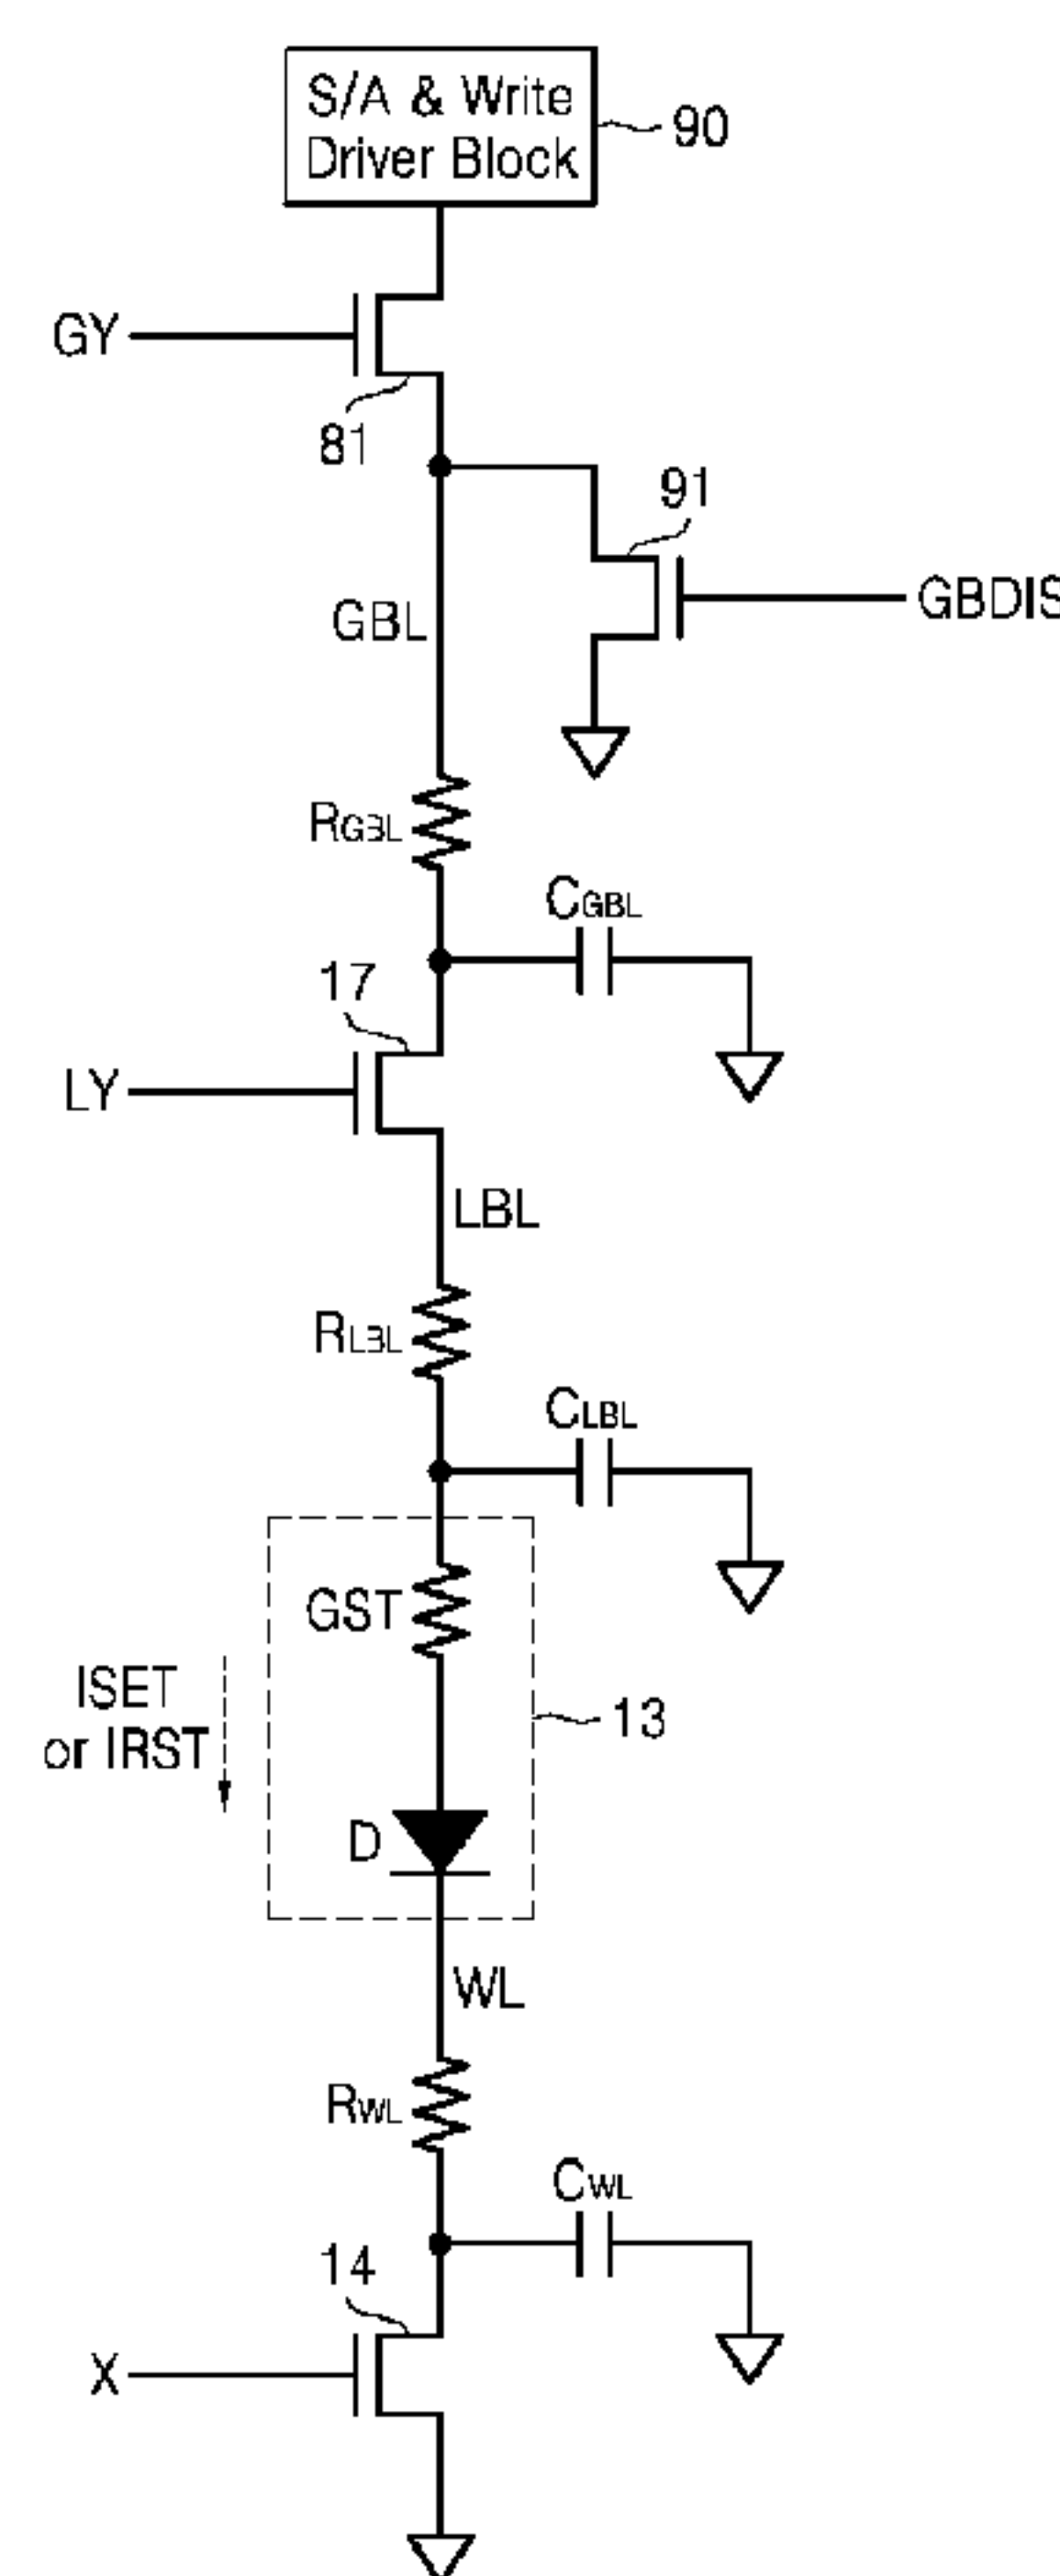 S/A & Write
Driver Block
90
GY
81
91
GBDIS
GBL
RGBL
CGBL
17
LY
LBL
RLBL
CLBL
GST
ISET
or IRST
13
D
WL
RWL
CWL
14
X